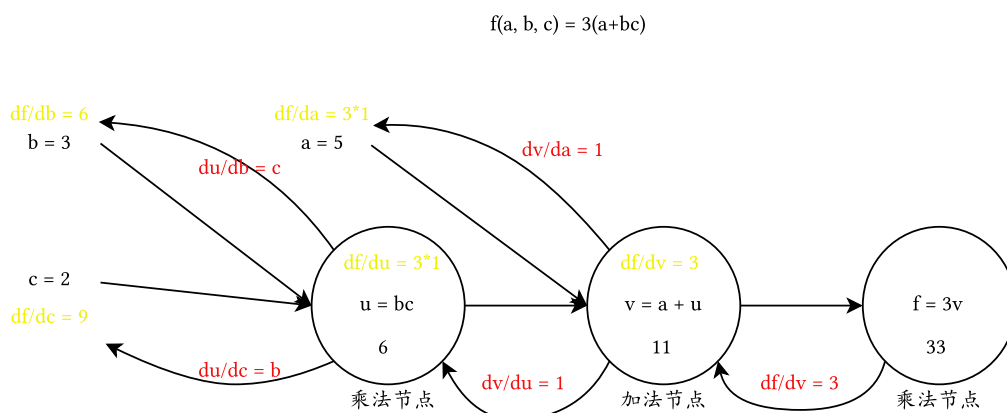 f(a, b, c) = 3(a+bc)
df/db = 6
b = 3
df/da = 3*1
a = 5
du/db = c
dv/da = 1
c = 2
df/dc = 9
df/du = 3*1
u = bc
6
df/dv = 3
v = a + u
11
f = 3v
33
du/dc = b
dv/du = 1
df/dv = 3
乘法节点
加法节点
乘法节点